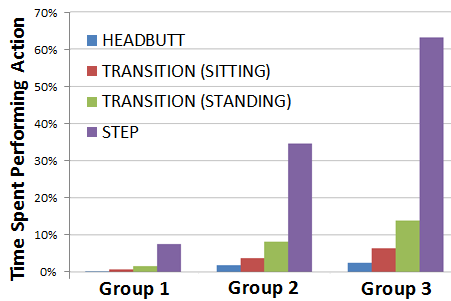 Time Spent Performing Action
70%
60%
50%
40%
30%
20%
10%
0%
HEADBUTT
TRANSITION (SITTING)
TRANSITION (STANDING)
STEP
Group 1
Group 2
Group 3